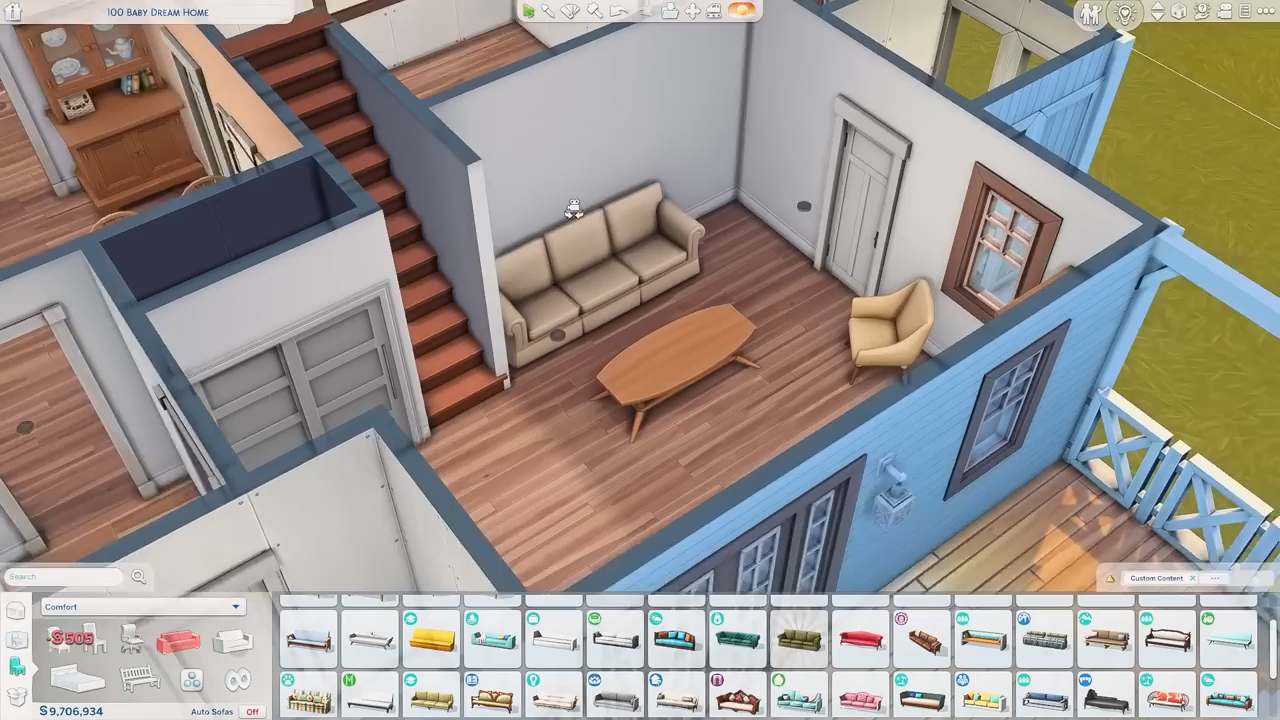 100 BABY DREAM HOME
Search
Custom Content
Comfort
$505
$9,706,934
Auto Sofas Off